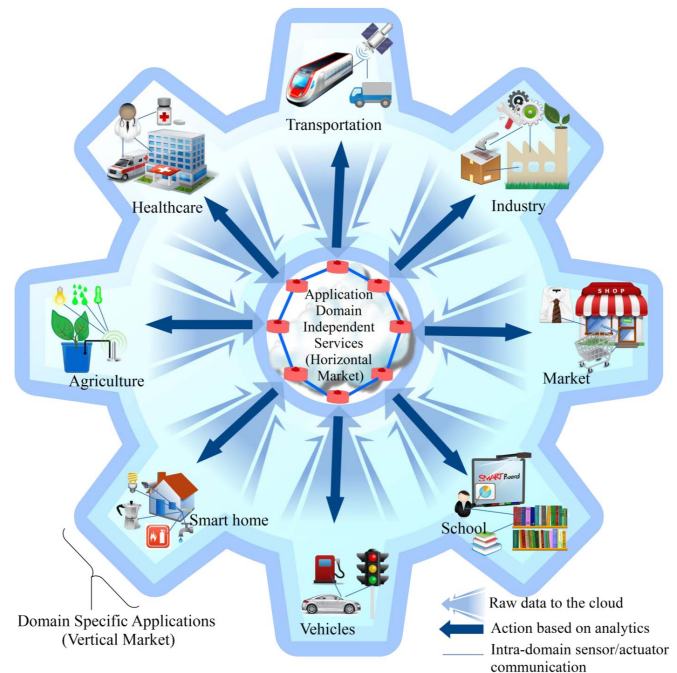 Transportation
Healthcare
Industry
SHOP
Application
Domain
Independent
Services
(Horizontal
Market)
Agriculture
Market
SMART Board
Smart home
School
Vehicles
Domain Specific Applications
(Vertical Market)
Raw data to the cloud
Action based on analytics
Intra-domain sensor/actuator
communication